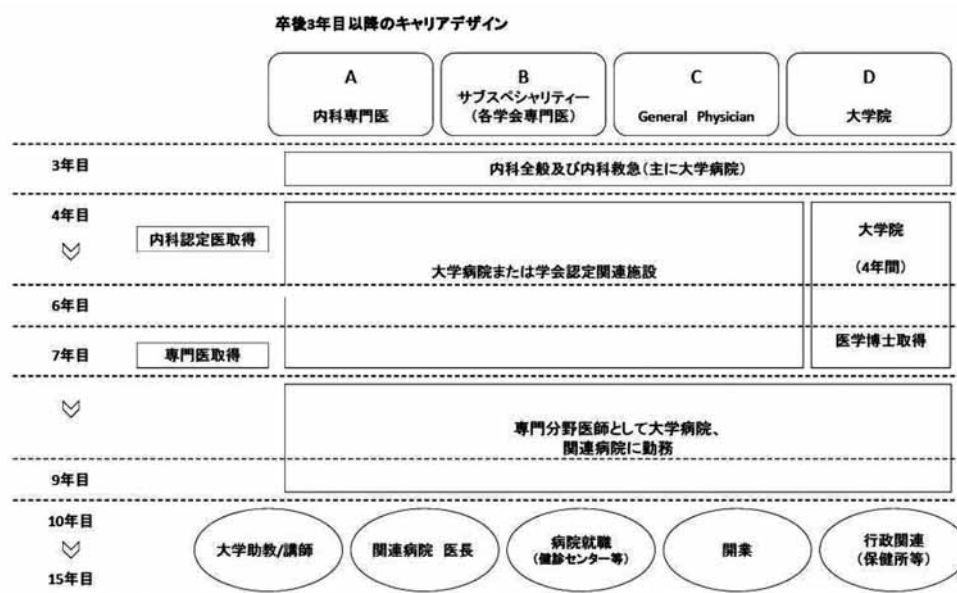 卒後3年目以降のキャリアデザイン
A
内科専門医
B
サブスペシャリティー
(各学会専門医)
C
General Physician
D
大学院
3年目
内科全般及び内科救急(主に大学病院)
4年目
内科認定医取得
大学病院または学会認定関連施設
大学院
(4年間)
6年目
7年目
専門医取得
医学博士取得
専門分野医師として大学病院、
関連病院に勤務
9年目
10年目
15年目
大学助教/講師
関連病院 医長
病院就職
(健診センター等)
開業
行政関連
(保健所等)